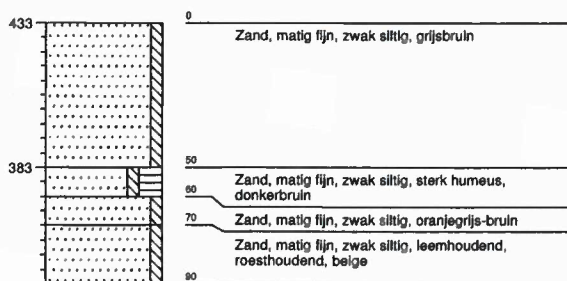 433
0
Zand, matig fijn, zwak siltig, grijsbruin
383
50
Zand, matig fijn, zwak siltig, sterk humeus,
donkerbruin
60
Zand, matig fijn, zwak siltig, oranjegrijs-bruin
70
Zand, matig fijn, zwak siltig, leemhoudend,
roesthoudend, beige
90